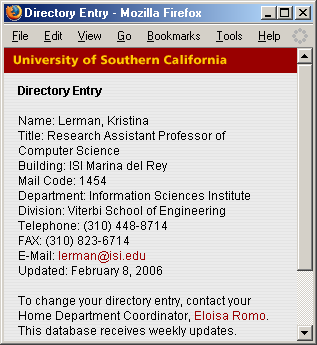 Directory Entry - Mozilla Firefox
File Edit View Go Bookmarks Tools Help
University of Southern California
Directory Entry
Name: Lerman, Kristina
Title: Research Assistant Professor of
Computer Science
Building: ISI Marina del Rey
Mail Code: 1454
Department: Information Sciences Institute
Division: Viterbi School of Engineering
Telephone: (310) 448-8714
FAX: (310) 823-6714
E-Mail: lerman@isi.edu
Updated: February 8, 2006
To change your directory entry, contact your
Home Department Coordinator, Eloisa Romo.
This database receives weekly updates.